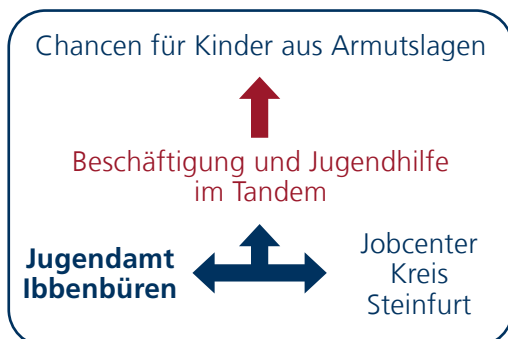 Chancen für Kinder aus Armutslagen
Beschäftigung und Jugendhilfe
im Tandem
Jugendamt
Ibbenbüren
Jobcenter
Kreis
Steinfurt